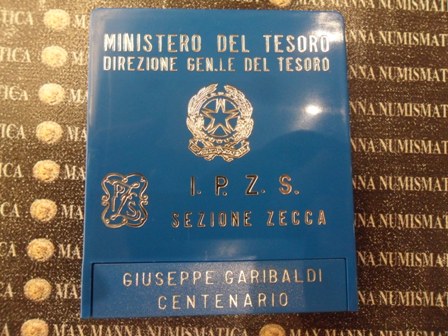 MINISTERO DEL TESORO
DIREZIONE GEN.LE DEL TESORO
I. P. Z. S.
SEZIONE ZECCA
GIUSEPPE GARIBALDI
CENTENARIO
MAX MANNA NUMISMATICA